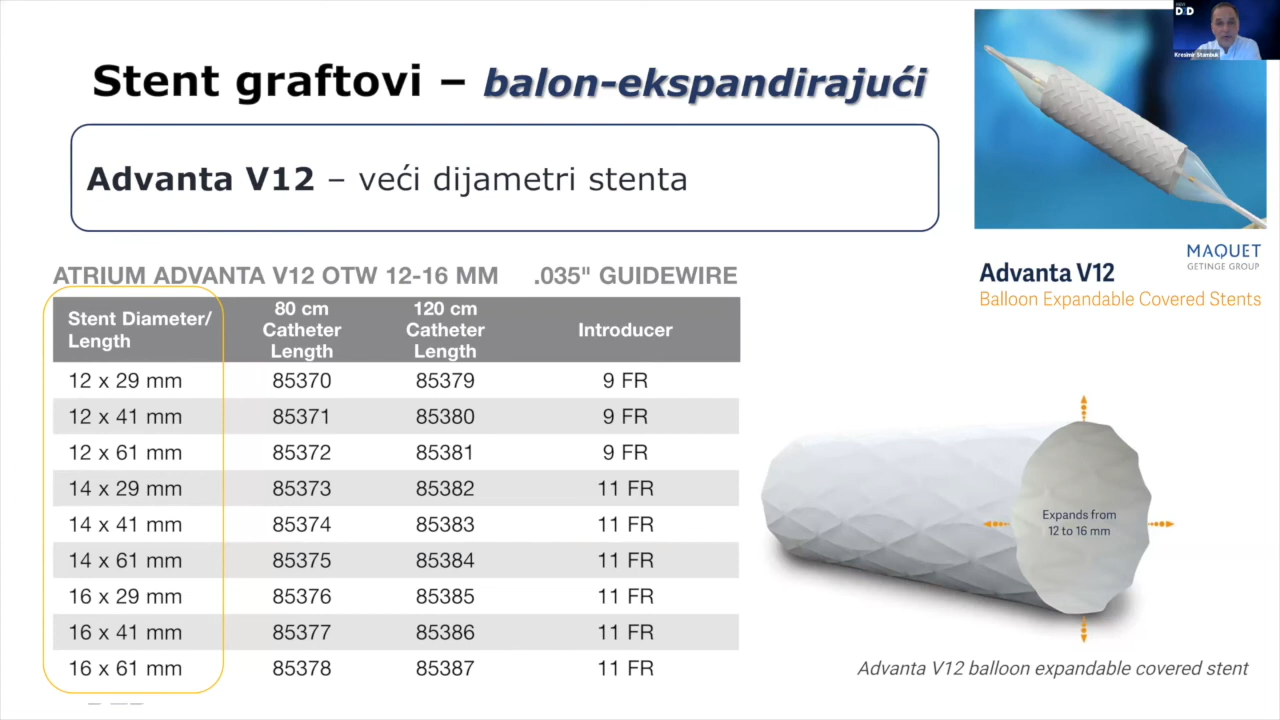 Stent graftovi – balon-ekspandirajući
Advanta V12 – veći dijametri stenta
ATRIUM ADVANTA V12 OTW 12-16 MM .035" GUIDEWIRE
Stent Diameter/ Length 80 cm Catheter Length 120 cm Catheter Length Introducer
12 x 29 mm 85370 85379 9 FR
12 x 41 mm 85371 85380 9 FR
12 x 61 mm 85372 85381 9 FR
14 x 29 mm 85373 85382 11 FR
14 x 41 mm 85374 85383 11 FR
14 x 61 mm 85375 85384 11 FR
16 x 29 mm 85376 85385 11 FR
16 x 41 mm 85377 85386 11 FR
16 x 61 mm 85378 85387 11 FR
Kresimir Stambuk
MAQUET
GETINGE GROUP
Advanta V12
Balloon Expandable Covered Stents
Expands from
12 to 16 mm
Advanta V12 balloon expandable covered stent